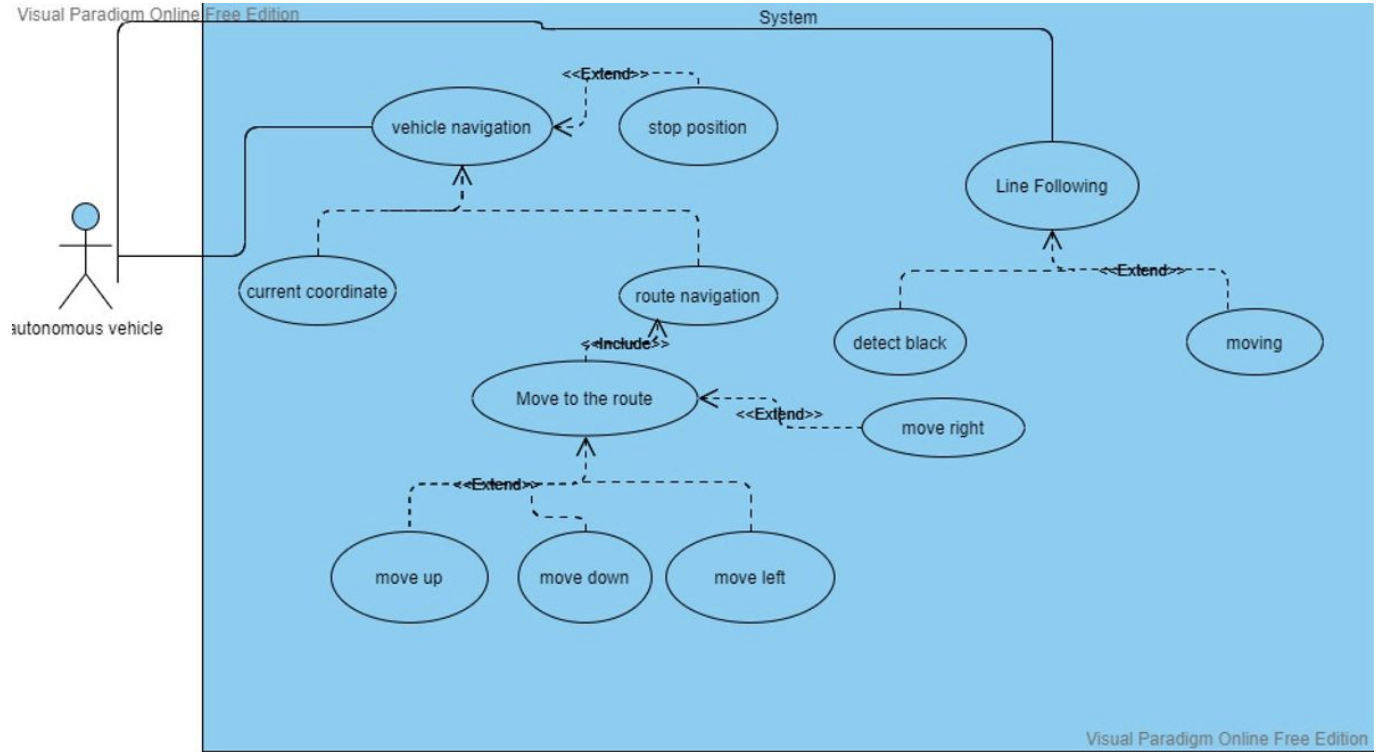 Visual Paradigm Online Free Edition
System
<<Extend>>
vehicle navigation
stop position
Line Following
autonomous vehicle
current coordinate
route navigation
<<Extend>>
<<Include>>
detect black
moving
Move to the route
<<Extend>>
move right
<<Extend>>
move up
move down
move left
Visual Paradigm Online Free Edition